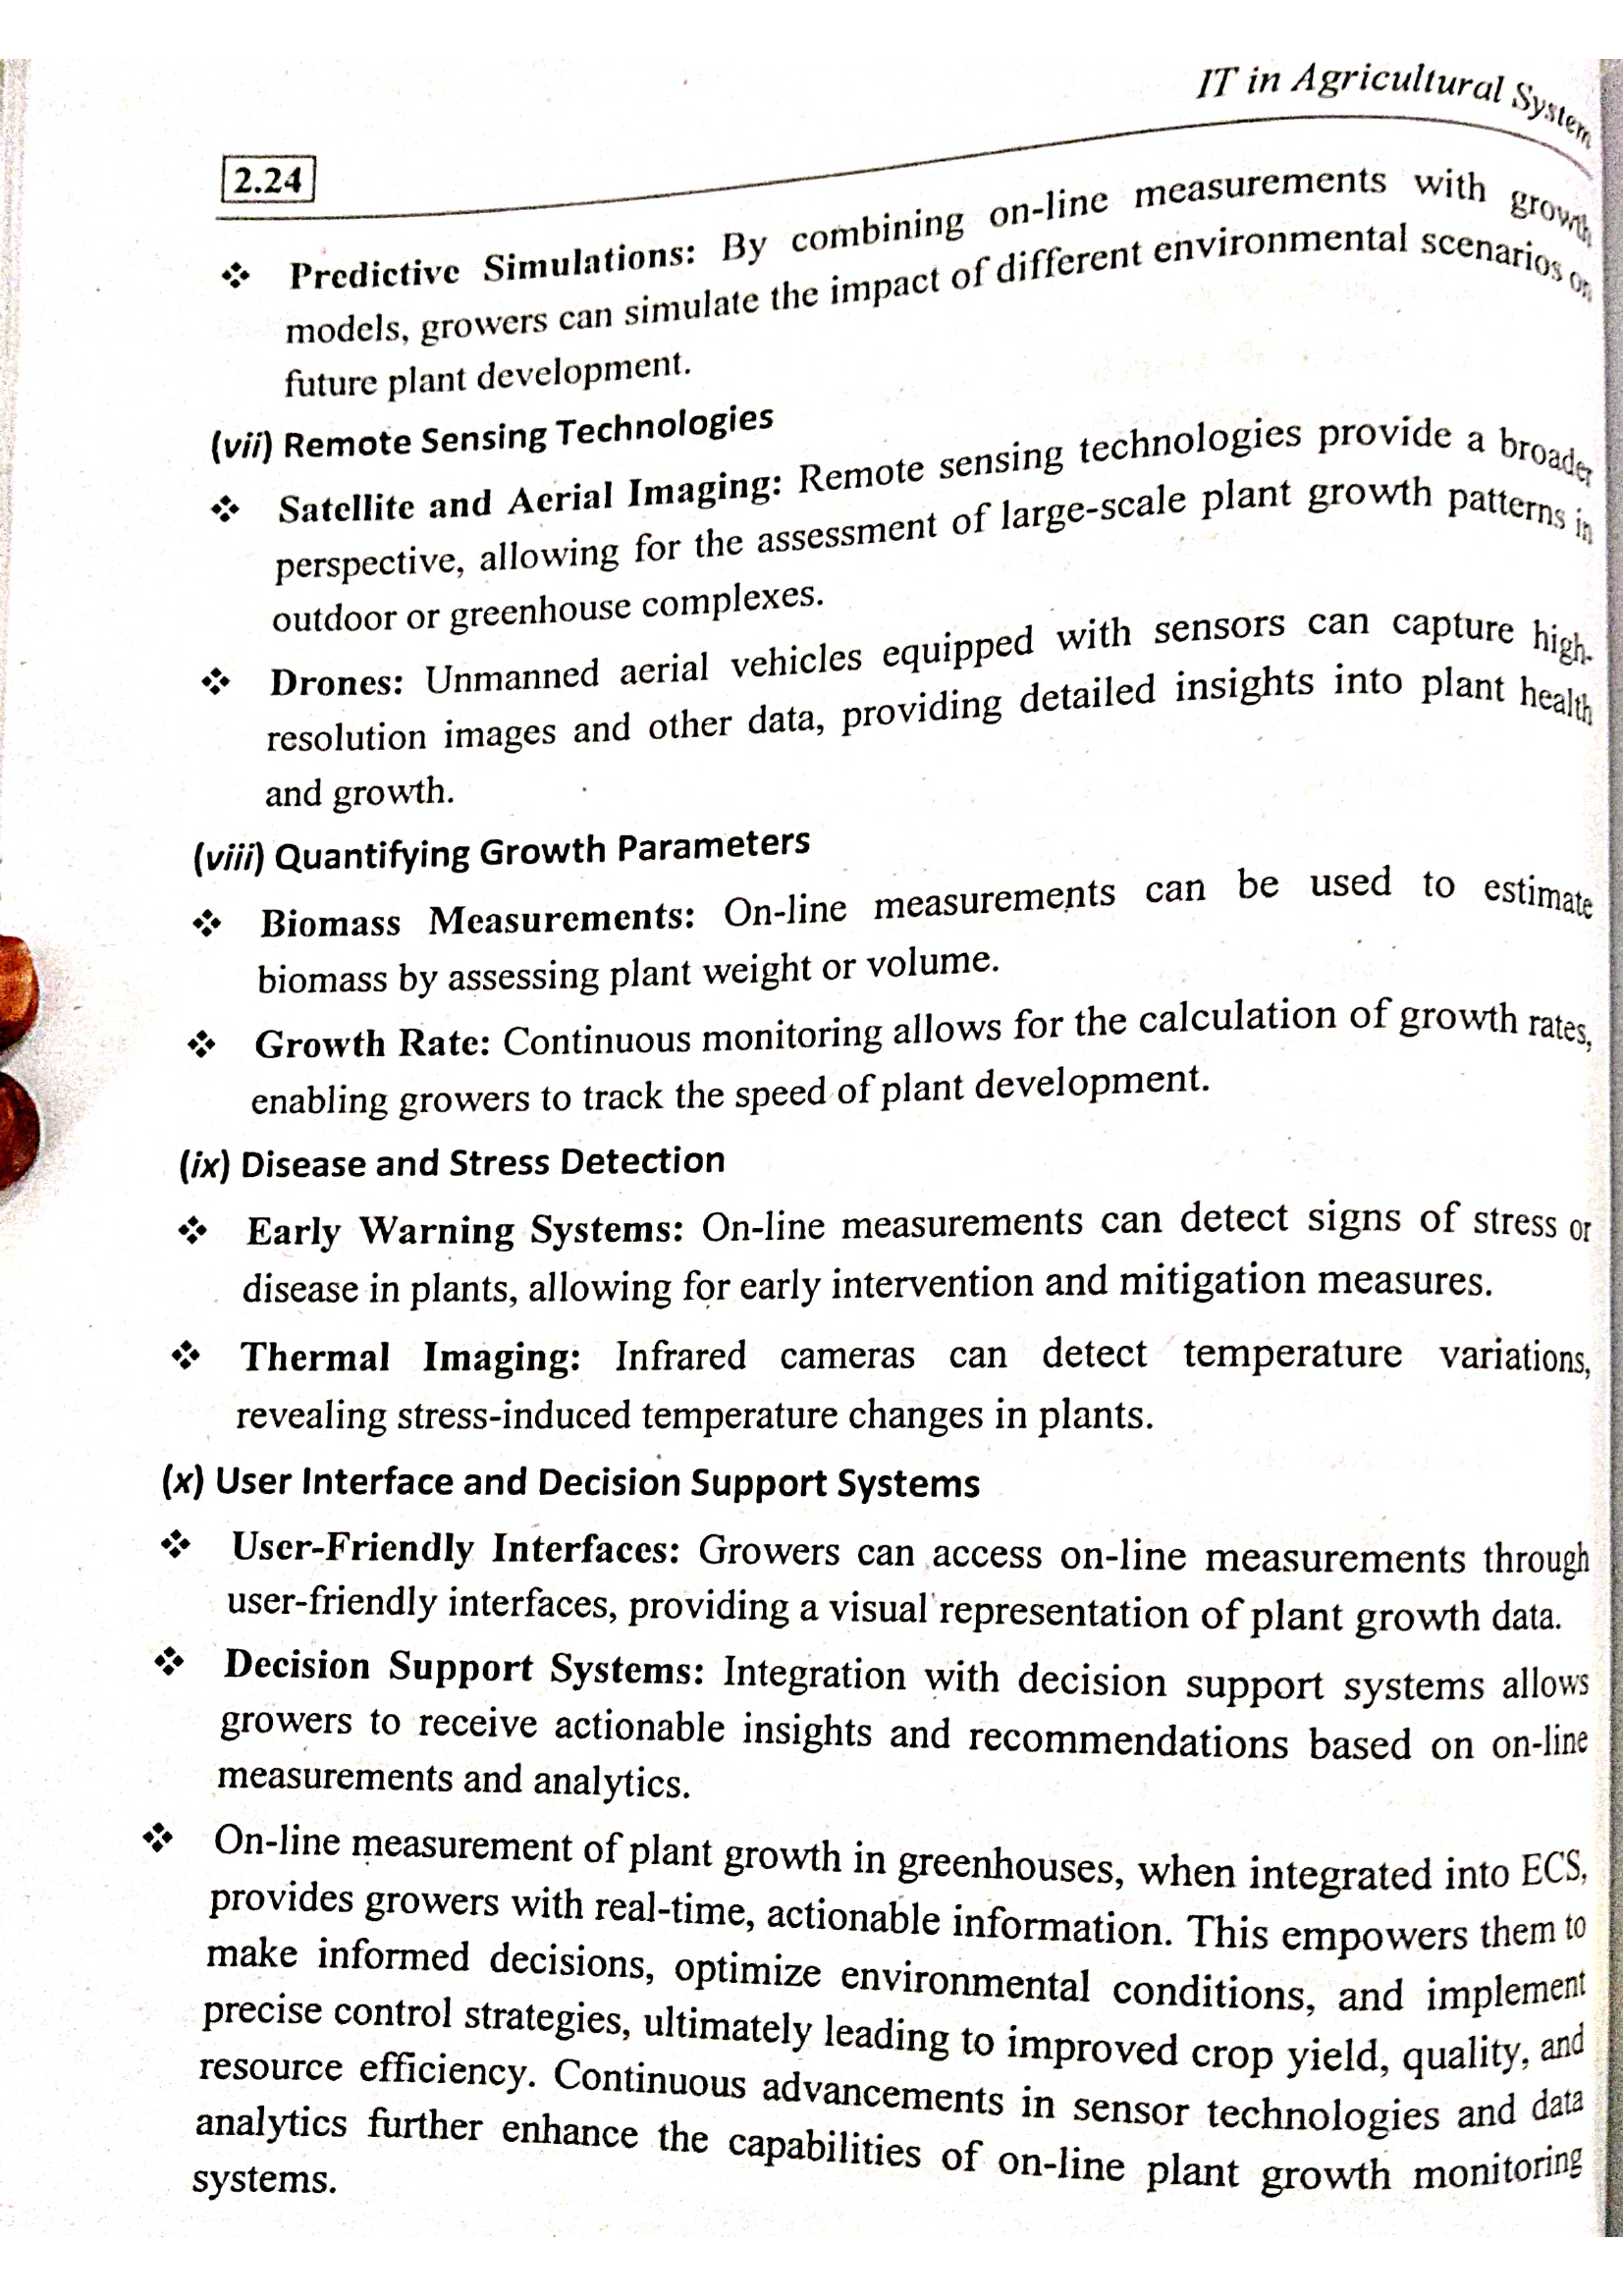 IT in Agricultural System
2.24
❖ Predictive Simulations: By combining on-line measurements with growth
models, growers can simulate the impact of different environmental scenarios on
future plant development.
(vii) Remote Sensing Technologies
❖ Satellite and Aerial Imaging: Remote sensing technologies provide a broader
perspective, allowing for the assessment of large-scale plant growth patterns in
outdoor or greenhouse complexes.
❖ Drones: Unmanned aerial vehicles equipped with sensors can capture high-
resolution images and other data, providing detailed insights into plant health
and growth.
(viii) Quantifying Growth Parameters
❖ Biomass Measurements: On-line measurements can be used to estimate
biomass by assessing plant weight or volume.
❖ Growth Rate: Continuous monitoring allows for the calculation of growth rates,
enabling growers to track the speed of plant development.
(ix) Disease and Stress Detection
❖ Early Warning Systems: On-line measurements can detect signs of stress or
disease in plants, allowing for early intervention and mitigation measures.
❖ Thermal Imaging: Infrared cameras can detect temperature variations,
revealing stress-induced temperature changes in plants.
(x) User Interface and Decision Support Systems
❖ User-Friendly Interfaces: Growers can access on-line measurements through
user-friendly interfaces, providing a visual representation of plant growth data.
❖ Decision Support Systems: Integration with decision support systems allows
growers to receive actionable insights and recommendations based on on-line
measurements and analytics.
❖ On-line measurement of plant growth in greenhouses, when integrated into ECS,
provides growers with real-time, actionable information. This empowers them to
make informed decisions, optimize environmental conditions, and implement
precise control strategies, ultimately leading to improved crop yield, quality, and
resource efficiency. Continuous advancements in sensor technologies and data
analytics further enhance the capabilities of on-line plant growth monitoring
systems.